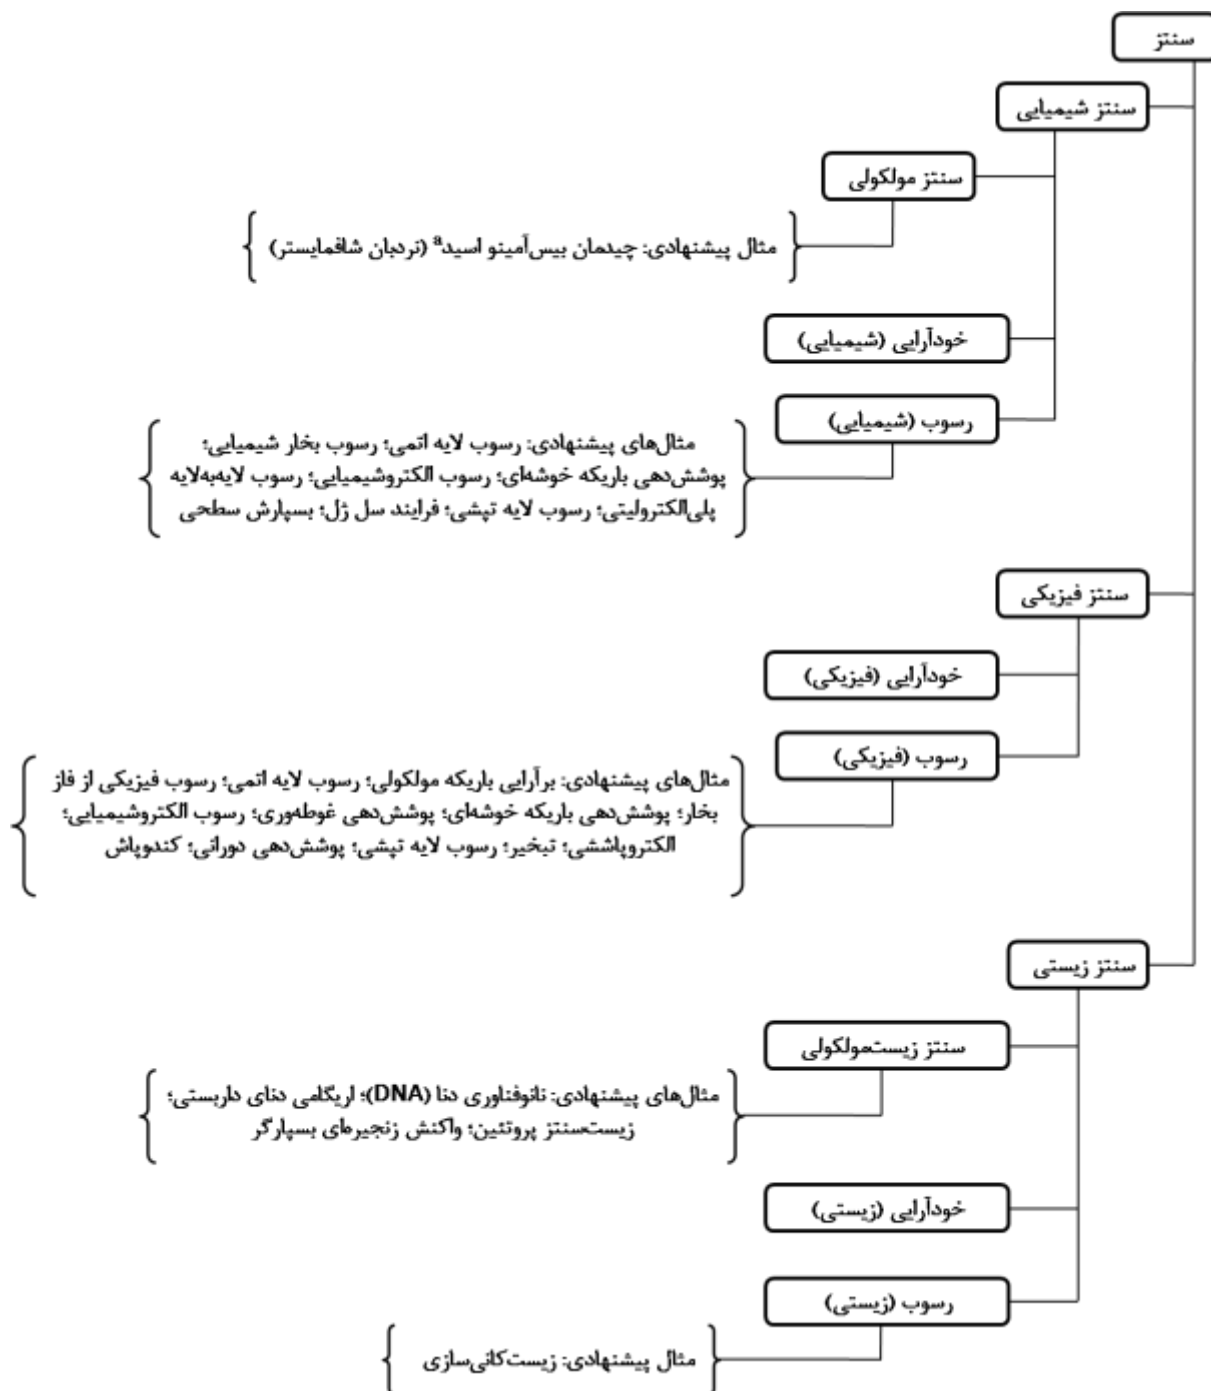 سنتز
سنتز شیمیایی
سنتز مولکولی
مثال پیشنهادی: چیدمان بیس‌آمینو اسیدa (نردبان شافمایستر)
خودآرایی (شیمیایی)
رسوب (شیمیایی)
مثال‌های پیشنهادی: رسوب لایه اتمی؛ رسوب بخار شیمیایی؛
پوشش‌دهی باریکه خوشه‌ای؛ رسوب الکتروشیمیایی؛ رسوب لایه‌به‌لایه
پلی‌الکترولیتی؛ رسوب لایه تپشی؛ فرایند سل ژل؛ بسپارش سطحی
سنتز فیزیکی
خودآرایی (فیزیکی)
رسوب (فیزیکی)
مثال‌های پیشنهادی: برآرایی باریکه مولکولی؛ رسوب لایه اتمی؛ رسوب فیزیکی از فاز
بخار؛ پوشش‌دهی باریکه خوشه‌ای؛ پوشش‌دهی غوطه‌وری؛ رسوب الکتروشیمیایی؛
الکتروپاششی؛ تبخیر؛ رسوب لایه تپشی؛ پوشش‌دهی دورانی؛ کندوپاش
سنتز زیستی
سنتز زیست‌مولکولی
مثال‌های پیشنهادی: نانوفناوری دنا (DNA)؛ اریگامی دنای داربستی؛
زیست‌سنتز پروتئین؛ واکنش زنجیره‌ای بسپارگر
خودآرایی (زیستی)
رسوب (زیستی)
مثال پیشنهادی: زیست‌کانی‌سازی